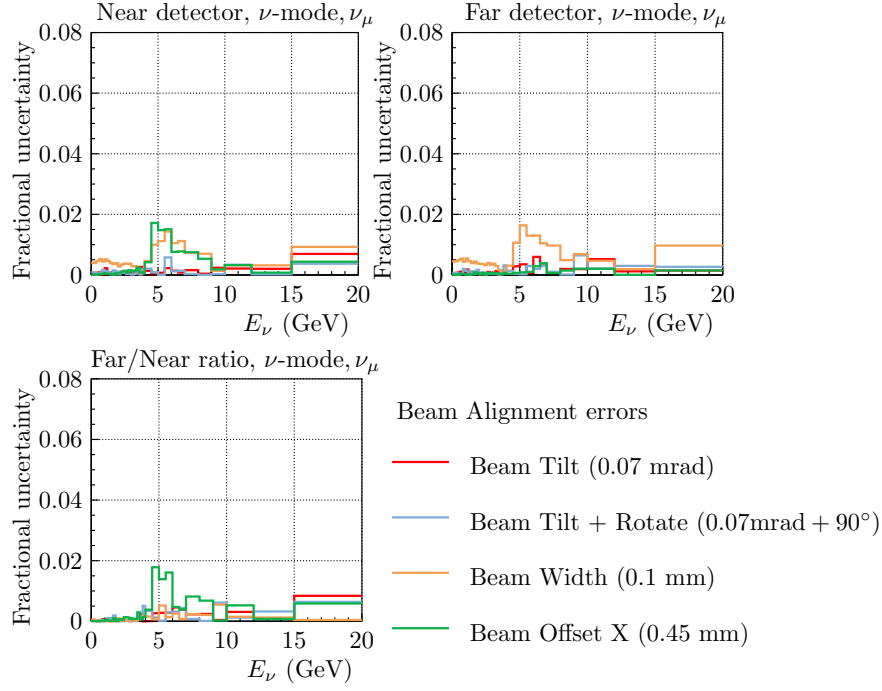 Near detector, ν-mode, ν_μ
Fractional uncertainty
0.08
0.06
0.04
0.02
0
0 5 10 15 20
E_ν (GeV)
Far detector, ν-mode, ν_μ
Fractional uncertainty
0.08
0.06
0.04
0.02
0
0 5 10 15 20
E_ν (GeV)
Far/Near ratio, ν-mode, ν_μ
Fractional uncertainty
0.08
0.06
0.04
0.02
0
0 5 10 15 20
E_ν (GeV)
Beam Alignment errors
Beam Tilt (0.07 mrad)
Beam Tilt + Rotate (0.07mrad + 90°)
Beam Width (0.1 mm)
Beam Offset X (0.45 mm)